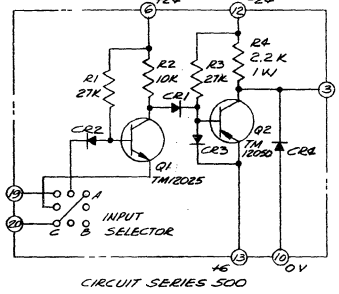 6
12
R1
27K
R2
10K
R3
27K
R4
2.2K
1W
CR1
3
CR2
Q1
TM12025
CR3
Q2
TM
12050
CR4
19
A
20
C
B
INPUT
SELECTOR
+6
13
10
0V
CIRCUIT SERIES 500